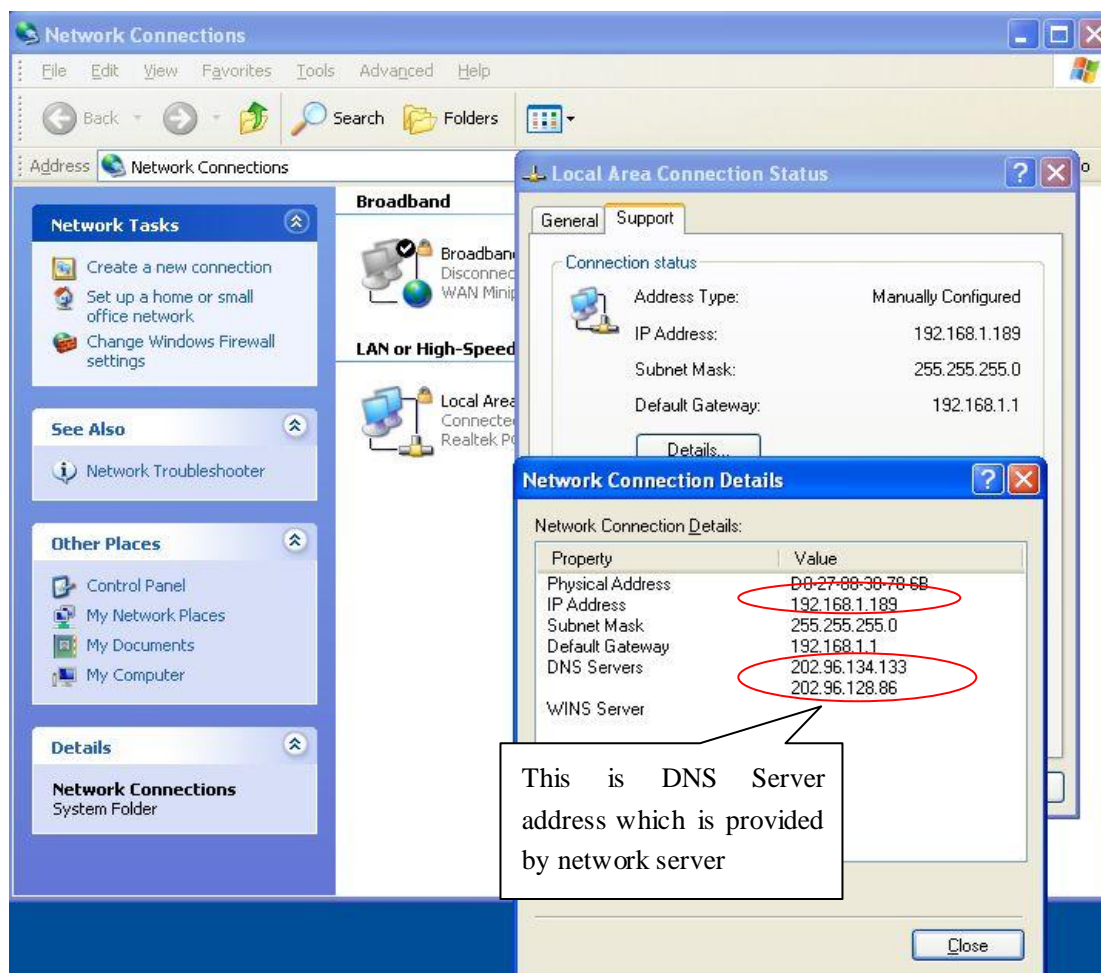 Network Connections
File Edit View Favorites Tools Advanced Help
Back Search Folders
Address Network Connections
Network Tasks
Create a new connection
Set up a home or small
office network
Change Windows Firewall
settings
See Also
Network Troubleshooter
Other Places
Control Panel
My Network Places
My Documents
My Computer
Details
Network Connections
System Folder
Broadband
Broadban
Disconnec
WAN Minip
LAN or High-Speed
Local Area
Connecte
Realtek P
Local Area Connection Status
General Support
Connection status
Address Type: Manually Configured
IP Address: 192.168.1.189
Subnet Mask: 255.255.255.0
Default Gateway: 192.168.1.1
Details...
Network Connection Details
Network Connection Details:
Property Value
Physical Address
IP Address 192.168.1.189
Subnet Mask 255.255.255.0
Default Gateway 192.168.1.1
DNS Servers 202.96.134.133
202.96.128.86
WINS Server
This is DNS Server
address which is provided
by network server
Close